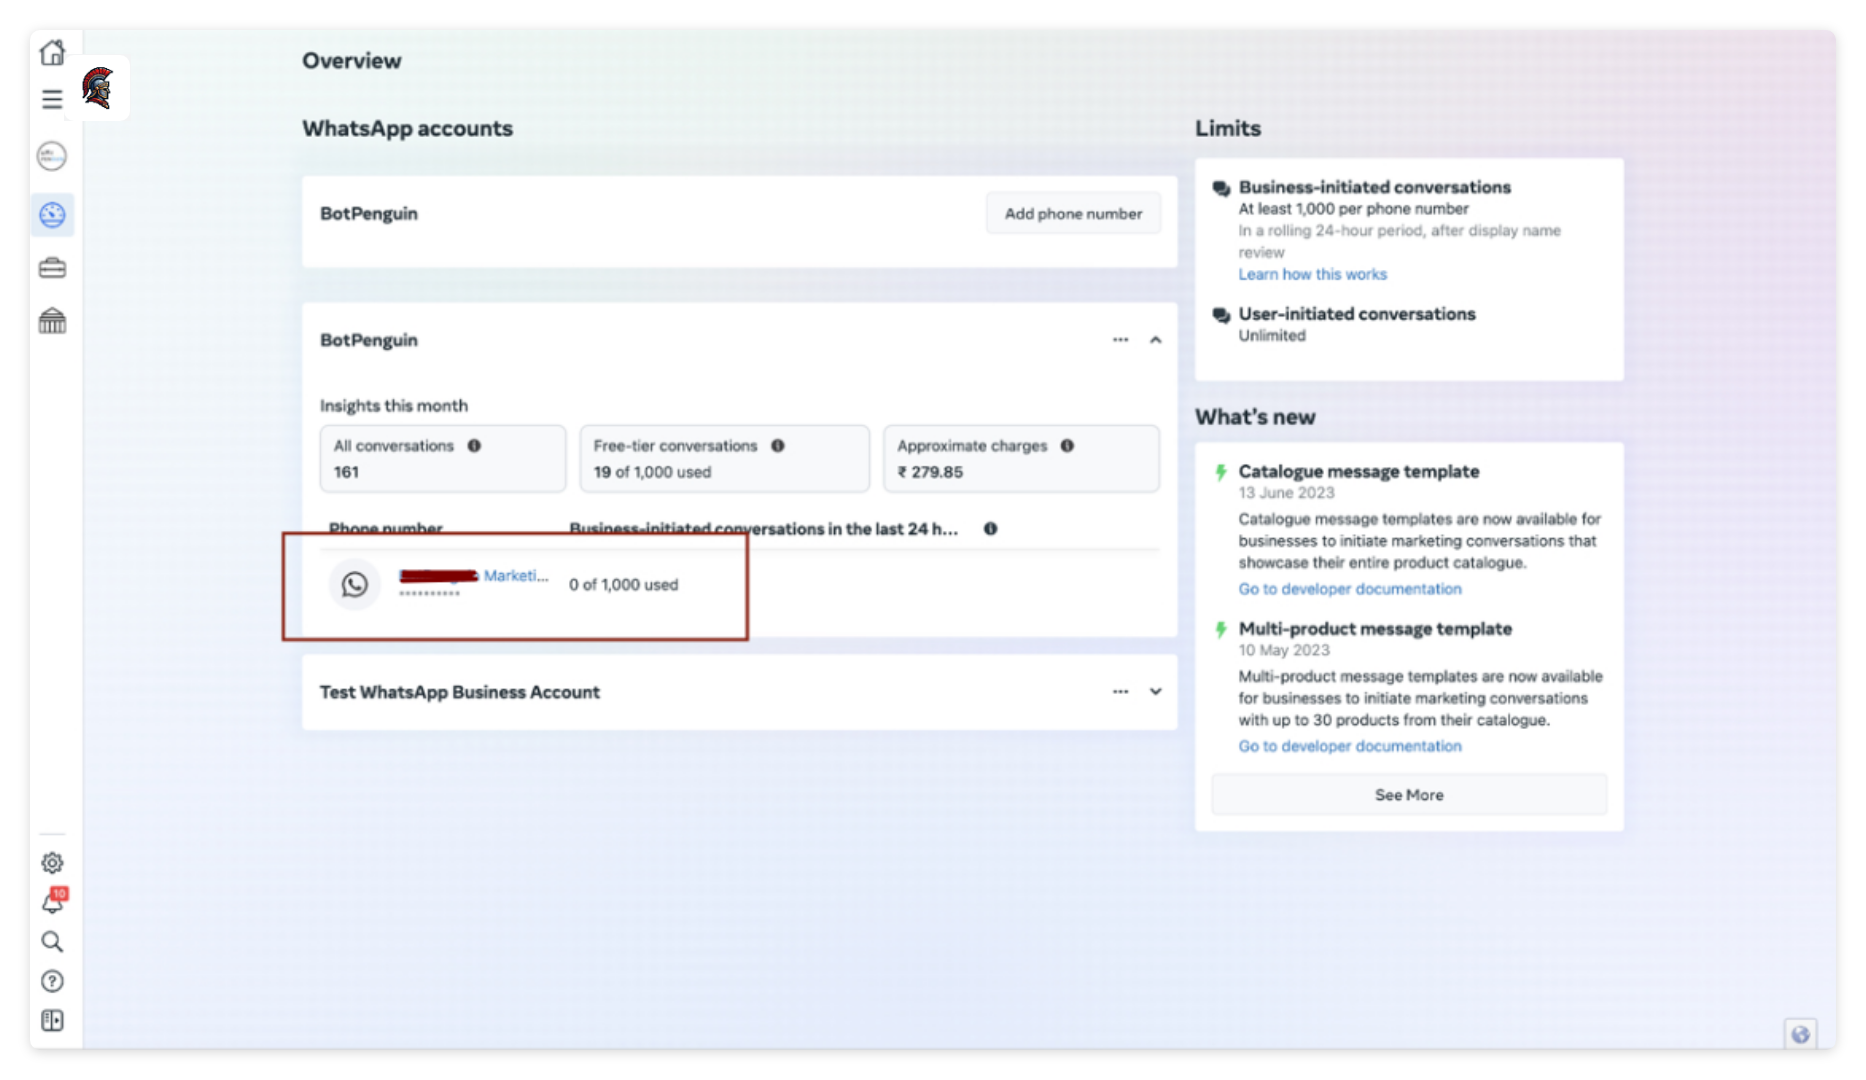 Overview
WhatsApp accounts
BotPenguin
Add phone number
BotPenguin
Insights this month
All conversations
161
Free-tier conversations
19 of 1,000 used
Approximate charges
₹ 279.85
Phone number
Business-initiated conversations in the last 24 h...
Marketi...
0 of 1,000 used
Test WhatsApp Business Account
Limits
Business-initiated conversations
At least 1,000 per phone number
In a rolling 24-hour period, after display name
review
Learn how this works
User-initiated conversations
Unlimited
What's new
Catalogue message template
13 June 2023
Catalogue message templates are now available for
businesses to initiate marketing conversations that
showcase their entire product catalogue.
Go to developer documentation
Multi-product message template
10 May 2023
Multi-product message templates are now available
for businesses to initiate marketing conversations
with up to 30 products from their catalogue.
Go to developer documentation
See More
10